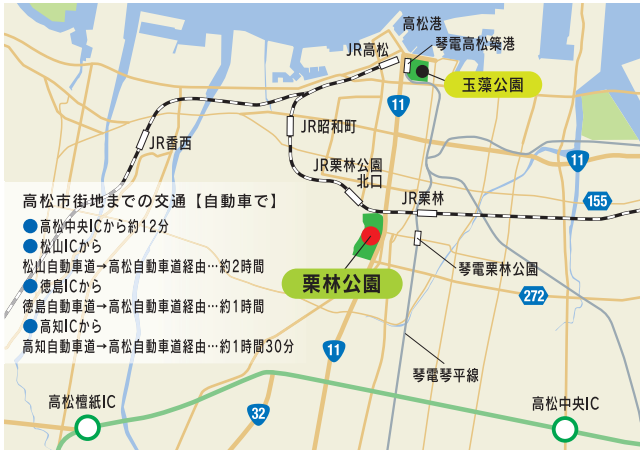 高松港
JR高松
琴電高松築港
玉藻公園
11
JR昭和町
JR香西
JR栗林公園
北口
11
JR栗林
155
高松市街地までの交通【自動車で】
●高松中央ICから約12分
●松山ICから
松山自動車道→高松自動車道経由…約2時間
●徳島ICから
徳島自動車道→高松自動車道経由…約1時間
●高知ICから
高知自動車道→高松自動車道経由…約1時間30分
栗林公園
琴電栗林公園
272
11
琴電琴平線
高松檀紙IC
32
高松中央IC